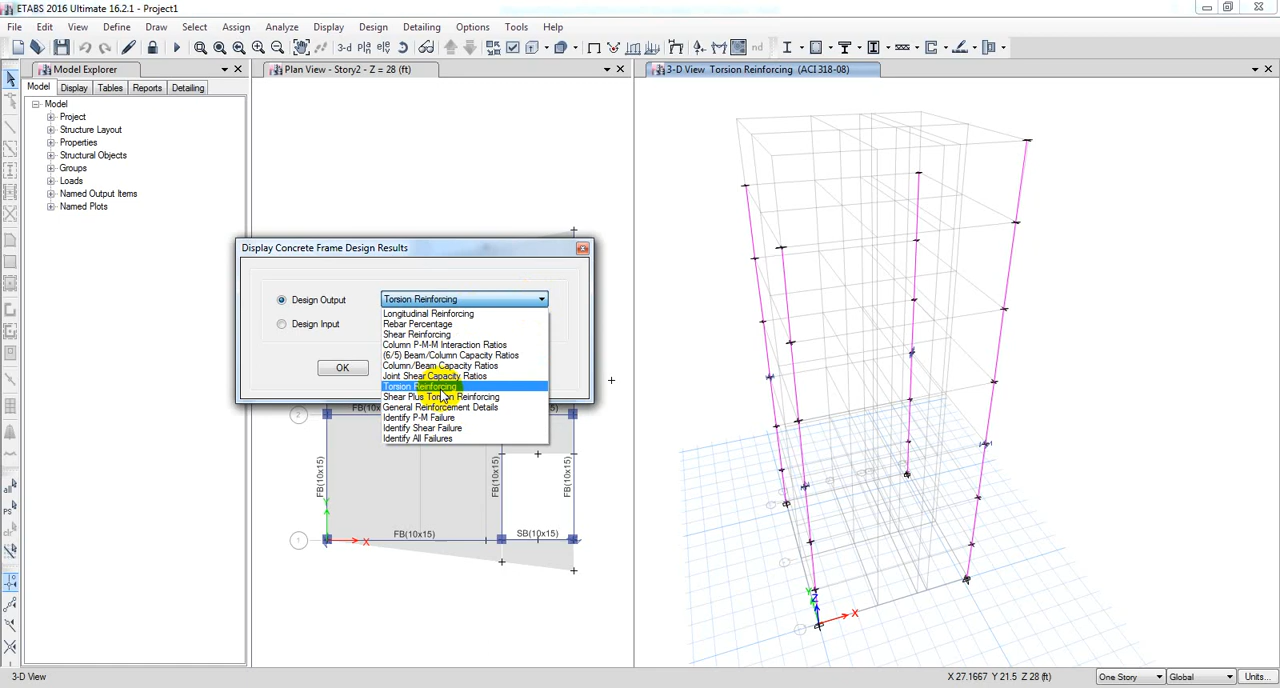 ETABS 2016 Ultimate 16.2.1 - Project1
File Edit View Define Draw Select Assign Analyze Display Design Detailing Options Tools Help
3-d nd
Model Explorer
Model Display Tables Reports Detailing
Model
Project
Structure Layout
Properties
Structural Objects
Groups
Loads
Named Output Items
Named Plots
Plan View - Story2 - Z = 28 (ft)
3-D View Torsion Reinforcing (ACI 318-08)
Display Concrete Frame Design Results
Design Output
Torsion Reinforcing
Design Input
OK
Longitudinal Reinforcing
Rebar Percentage
Shear Reinforcing
Column P-M-M Interaction Ratios
(6/5) Beam/Column Capacity Ratios
Column/Beam Capacity Ratios
Joint Shear Capacity Ratios
Torsion Reinforcing
Shear Plus Torsion Reinforcing
General Reinforcement Details
Identify P-M Failure
Identify Shear Failure
Identify All Failures
2
FB(10x15)
FB(10x15)
FB(10x15)
FB(10x15)
SB(10x15)
1
Y
X
Y
Z
X
3-D View
X 27.1667 Y 21.5 Z 28 (ft)
One Story
Global
Units...